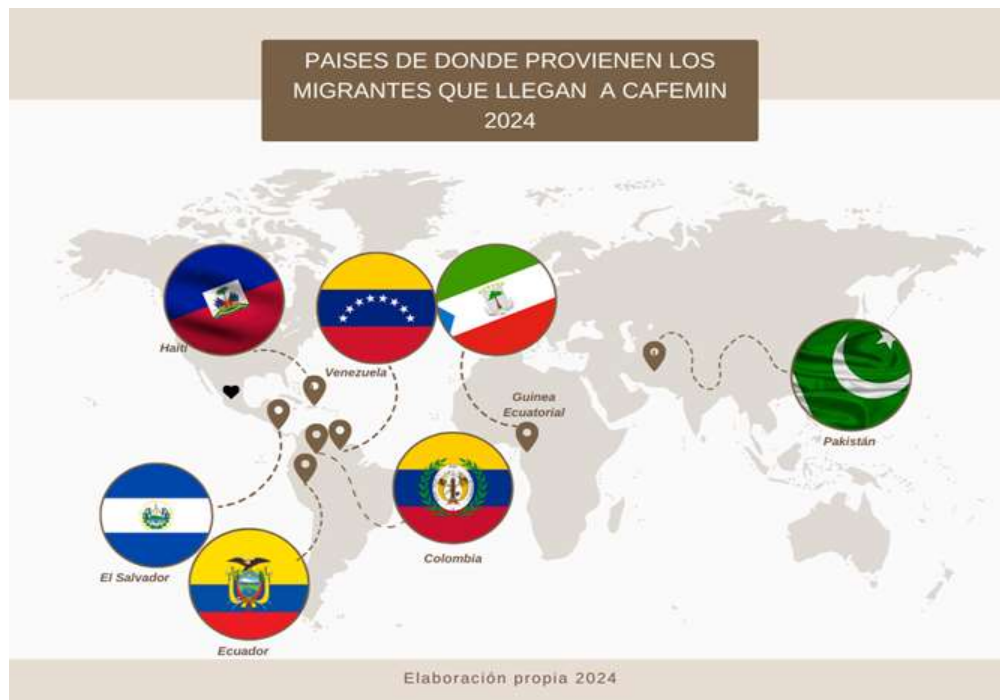 PAISES DE DONDE PROVIENEN LOS
MIGRANTES QUE LLEGAN A CAFEMIN
2024
Haití
Venezuela
Guinea
Ecuatorial
Pakistán
Colombia
El Salvador
Ecuador
Elaboración propia 2024